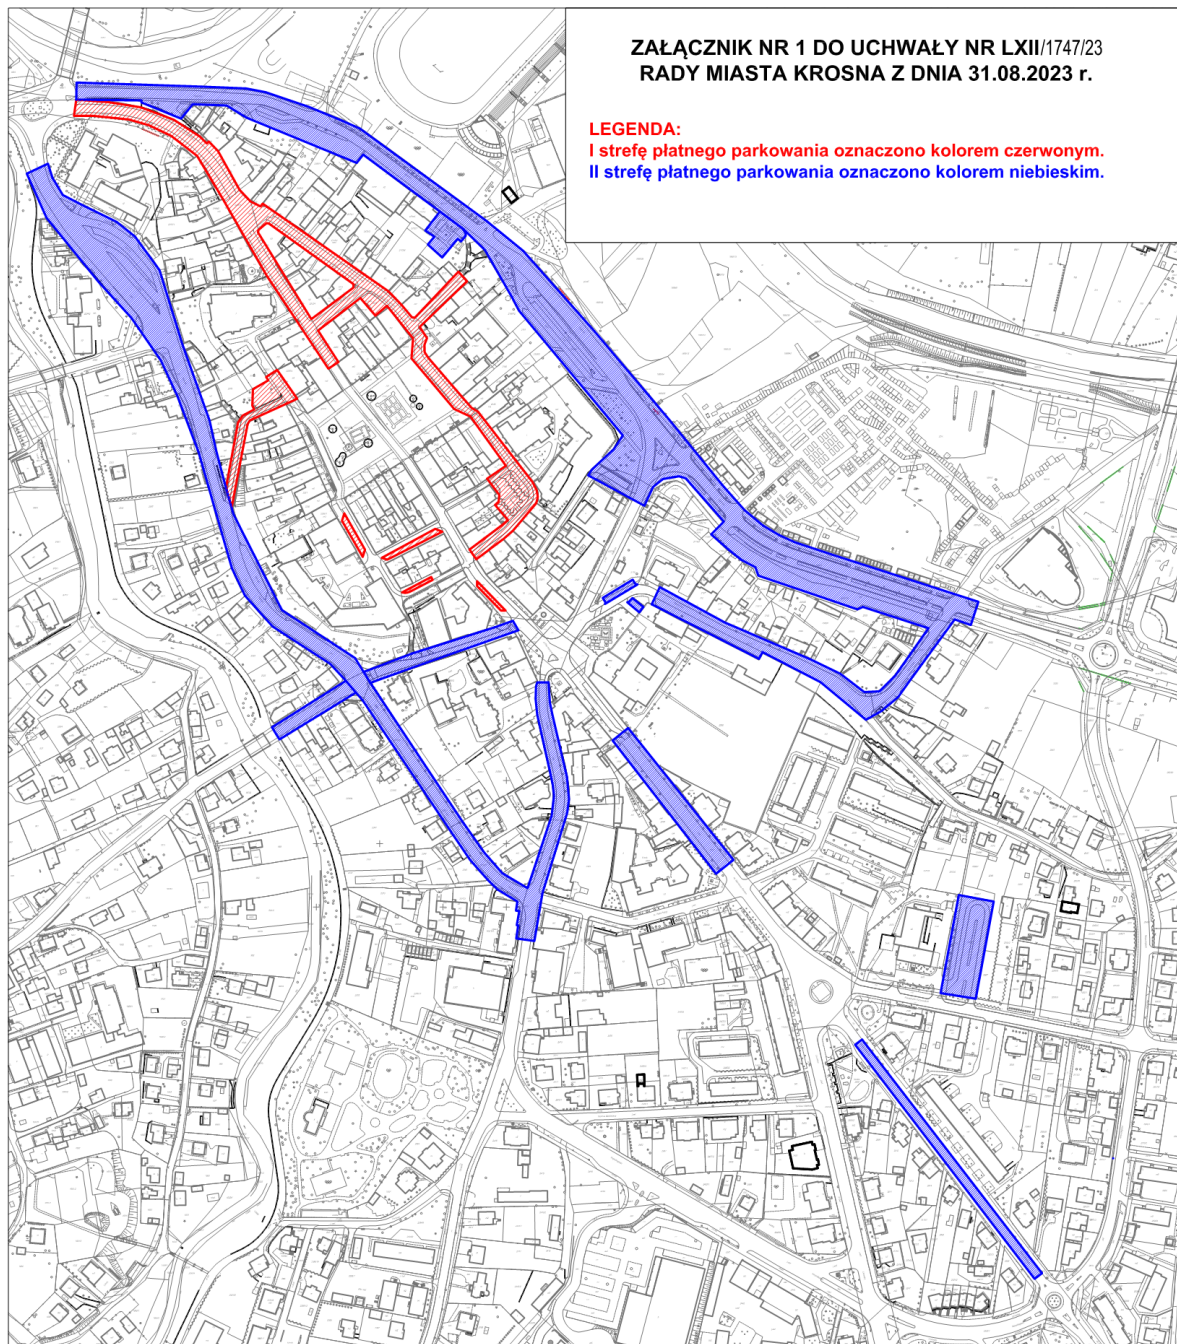 ZAŁĄCZNIK NR 1 DO UCHWAŁY NR LXII/1747/23
RADY MIASTA KROSNA Z DNIA 31.08.2023 r.
LEGENDA:
I strefę płatnego parkowania oznaczono kolorem czerwonym.
II strefę płatnego parkowania oznaczono kolorem niebieskim.